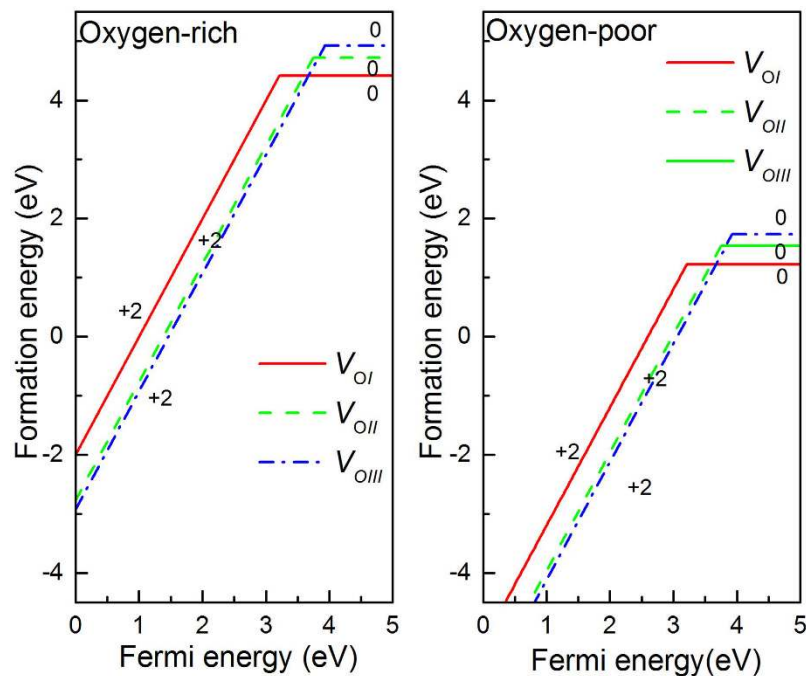 Oxygen-rich
0
0
0
4
2
0
-2
-4
+2
+2
+2
V_OI
V_OII
V_OIII
0 1 2 3 4 5
Fermi energy (eV)
Formation energy (eV)
Oxygen-poor
V_OI
V_OII
V_OIII
0
0
0
4
2
0
-2
-4
+2
+2
+2
0 1 2 3 4 5
Fermi energy(eV)
Formation energy (eV)